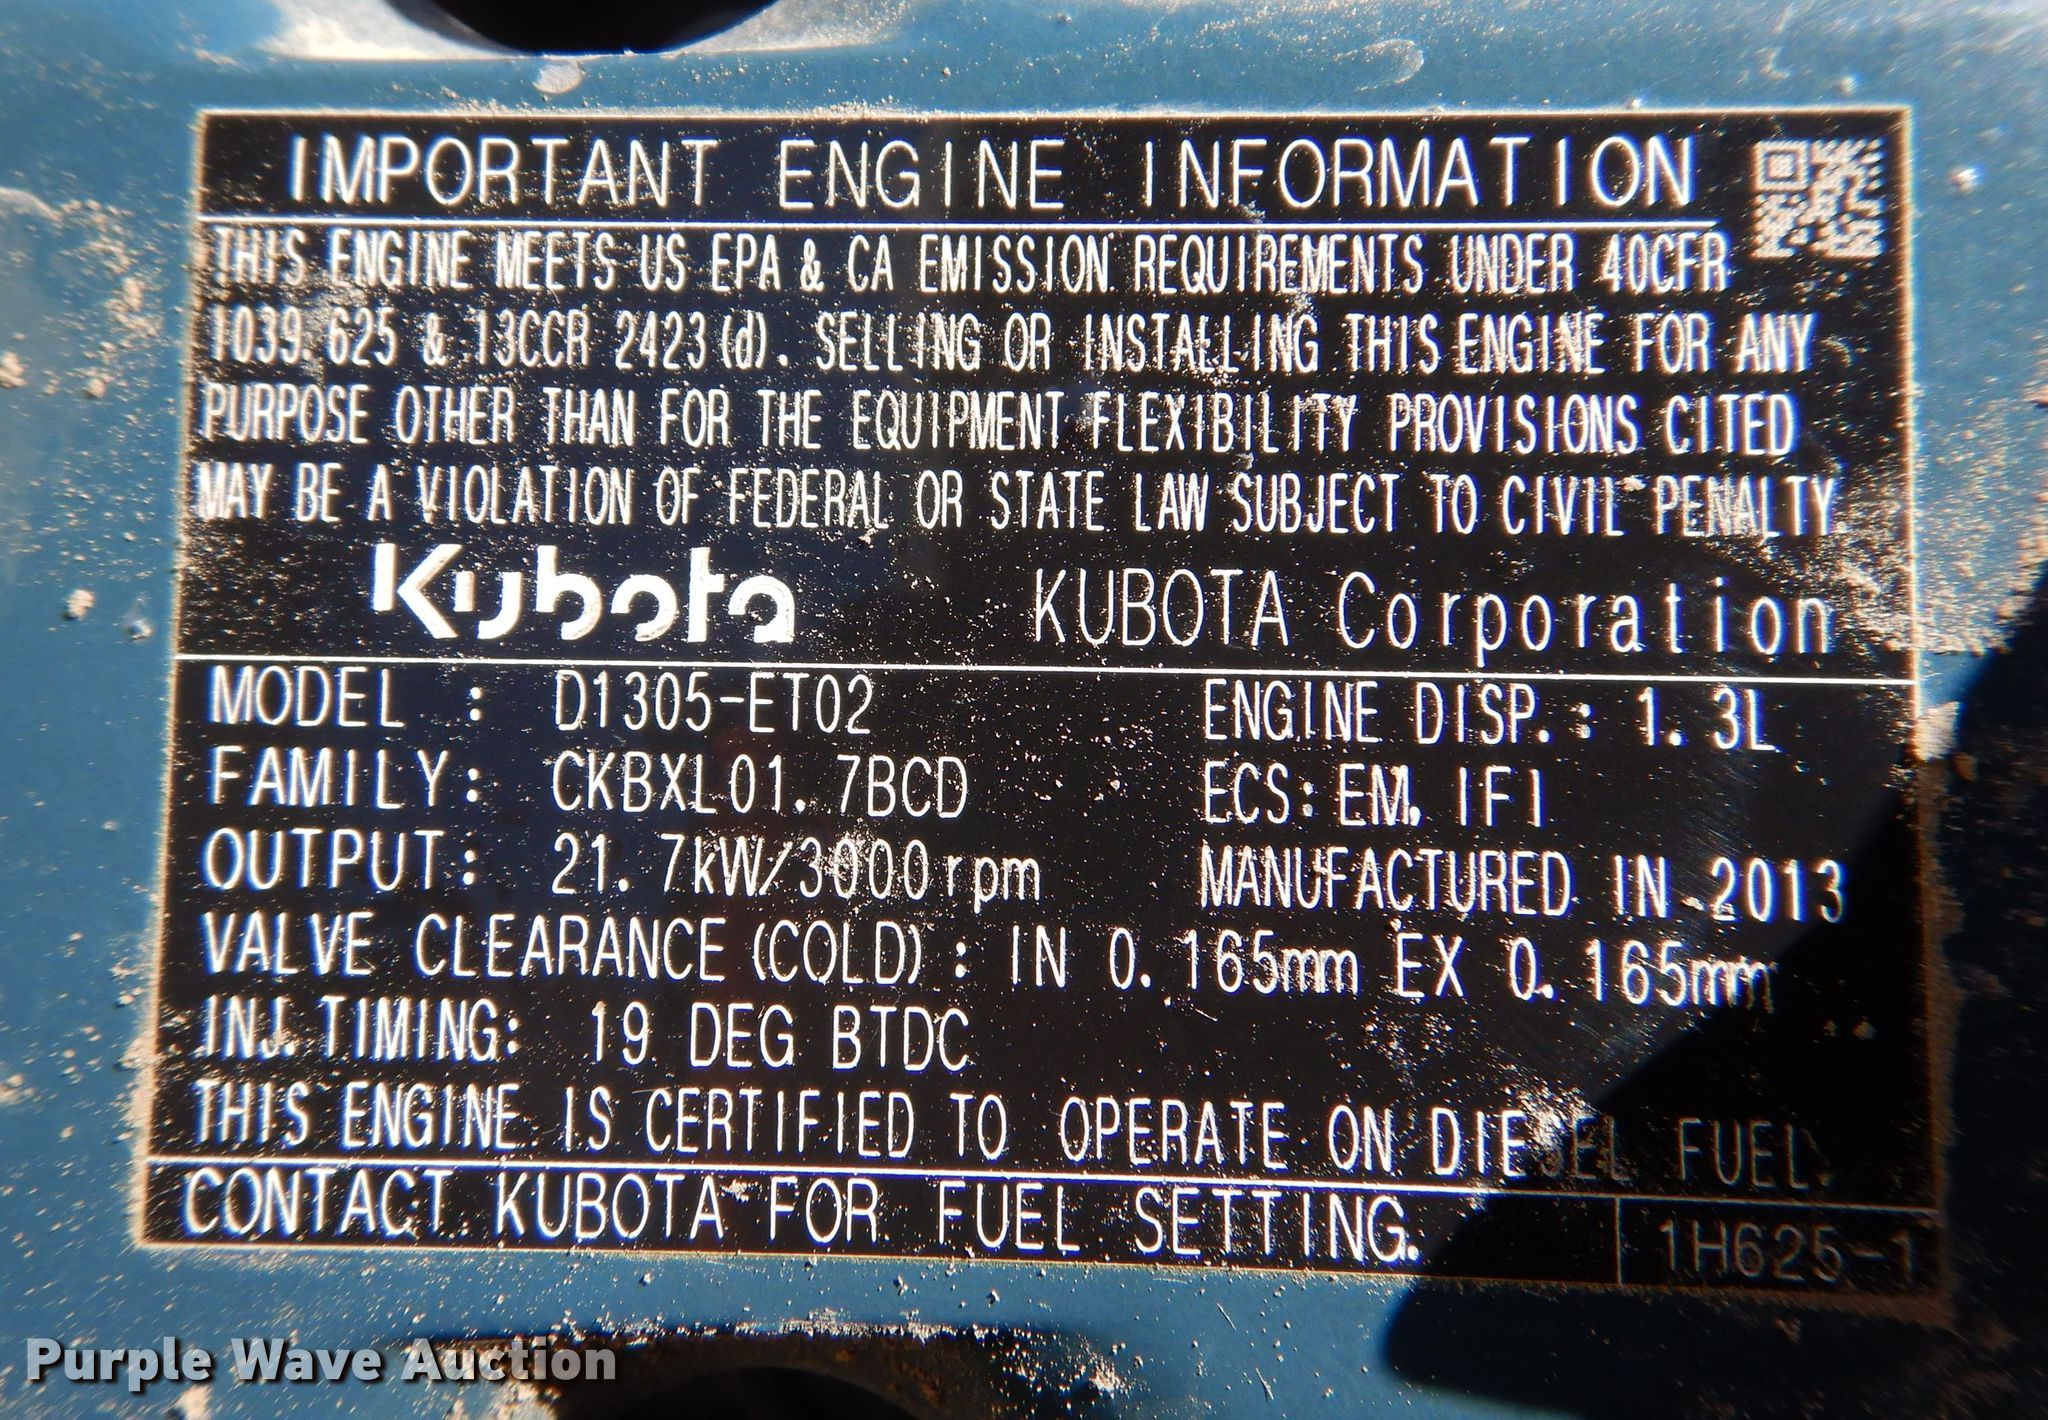 IMPORTANT ENGINE INFORMATION
THIS ENGINE MEETS US EPA & CA EMISSION REQUIREMENTS UNDER 40CFR
1039.625 & 13CCR 2423(d). SELLING OR INSTALLING THIS ENGINE FOR ANY
PURPOSE OTHER THAN FOR THE EQUIPMENT FLEXIBILITY PROVISIONS CITED
MAY BE A VIOLATION OF FEDERAL OR STATE LAW SUBJECT TO CIVIL PENALTY
Kubota KUBOTA Corporation
MODEL : D1305-ET02 ENGINE DISP.: 1.3L
FAMILY: CKBXL01.7BCD ECS: EM, IFI
OUTPUT: 21.7kW/3000rpm MANUFACTURED IN 2013
VALVE CLEARANCE (COLD): IN 0.165mm EX 0.165mm
INJ. TIMING: 19 DEG BTDC
THIS ENGINE IS CERTIFIED TO OPERATE ON DIESEL FUEL.
CONTACT KUBOTA FOR FUEL SETTING. 1H625-1
Purple Wave Auction